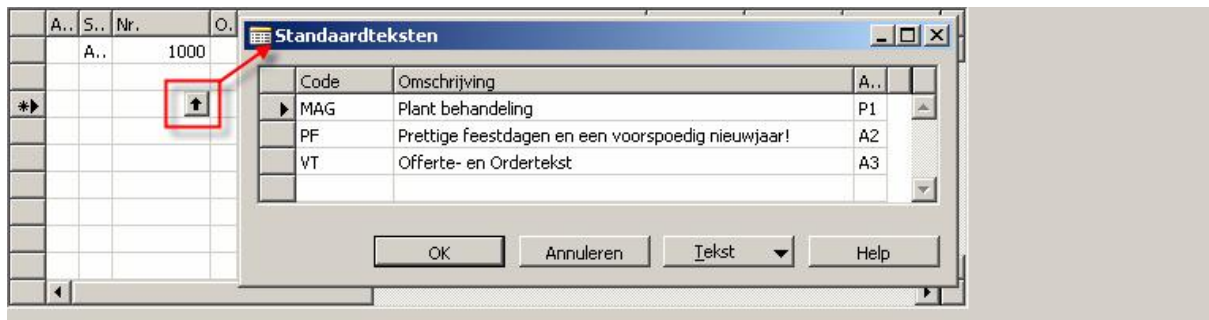 A.. S.. Nr. O.
A.. 1000
Standaardteksten
Code Omschrijving A..
MAG Plant behandeling P1
PF Prettige feestdagen en een voorspoedig nieuwjaar! A2
VT Offerte- en Ordertekst A3
OK Annuleren Tekst Help